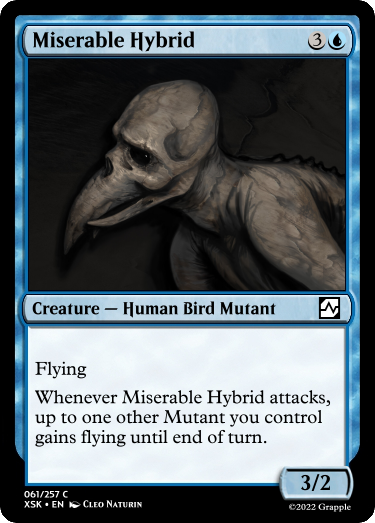 Miserable Hybrid 3
Creature — Human Bird Mutant
Flying
Whenever Miserable Hybrid attacks,
up to one other Mutant you control
gains flying until end of turn.
3/2
061/257 C
XSK • EN Cleo Naturin
©2022 Grapple